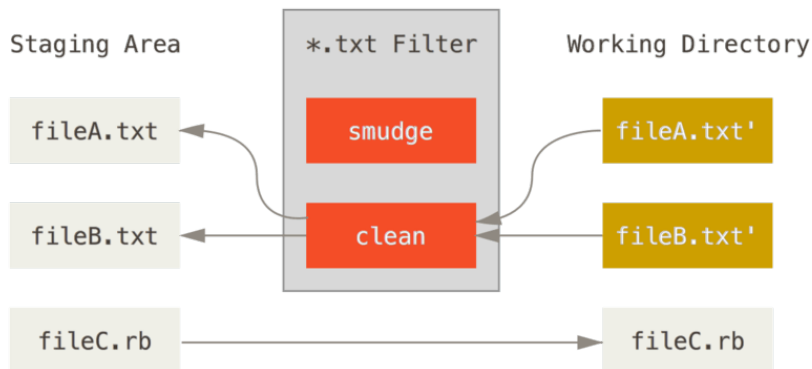 Staging Area
*.txt Filter
Working Directory
fileA.txt
smudge
fileA.txt'
fileB.txt
clean
fileB.txt'
fileC.rb
fileC.rb